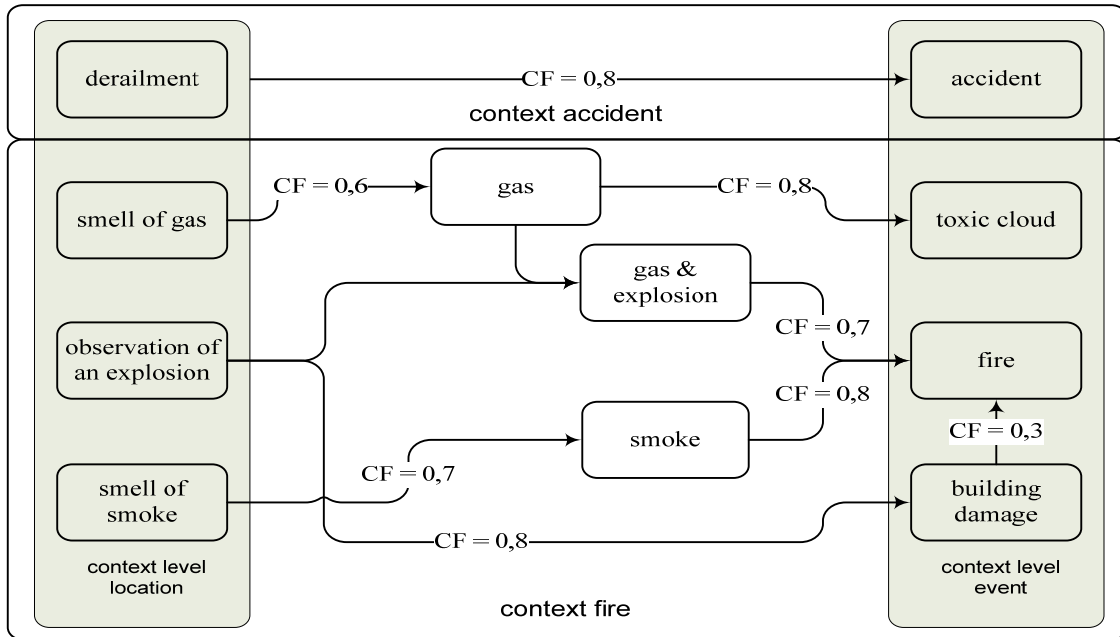 derailment
CF = 0,8
accident
context accident
smell of gas
CF = 0,6
gas
CF = 0,8
toxic cloud
gas &
explosion
CF = 0,7
observation of
an explosion
fire
CF = 0,8
smoke
CF = 0,3
CF = 0,7
smell of
smoke
building
damage
CF = 0,8
context level
location
context level
event
context fire